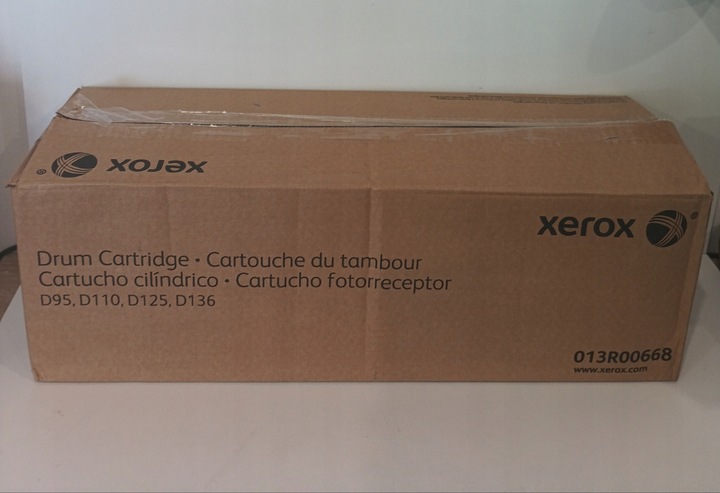 xerox
®
xerox
®
Drum Cartridge • Cartouche du tambour
Cartucho cilíndrico • Cartucho fotorreceptor
D95, D110, D125, D136
013R00668
www.xerox.com